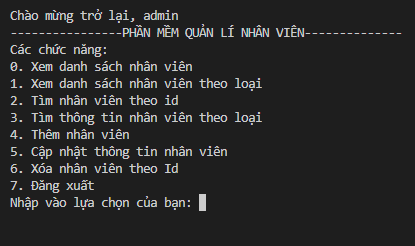 Chào mừng trở lại, admin
----------------PHẦN MỀM QUẢN LÍ NHÂN VIÊN--------------
Các chức năng:
0. Xem danh sách nhân viên
1. Xem danh sách nhân viên theo loại
2. Tìm nhân viên theo id
3. Tìm thông tin nhân viên theo loại
4. Thêm nhân viên
5. Cập nhật thông tin nhân viên
6. Xóa nhân viên theo Id
7. Đăng xuất
Nhập vào lựa chọn của bạn: